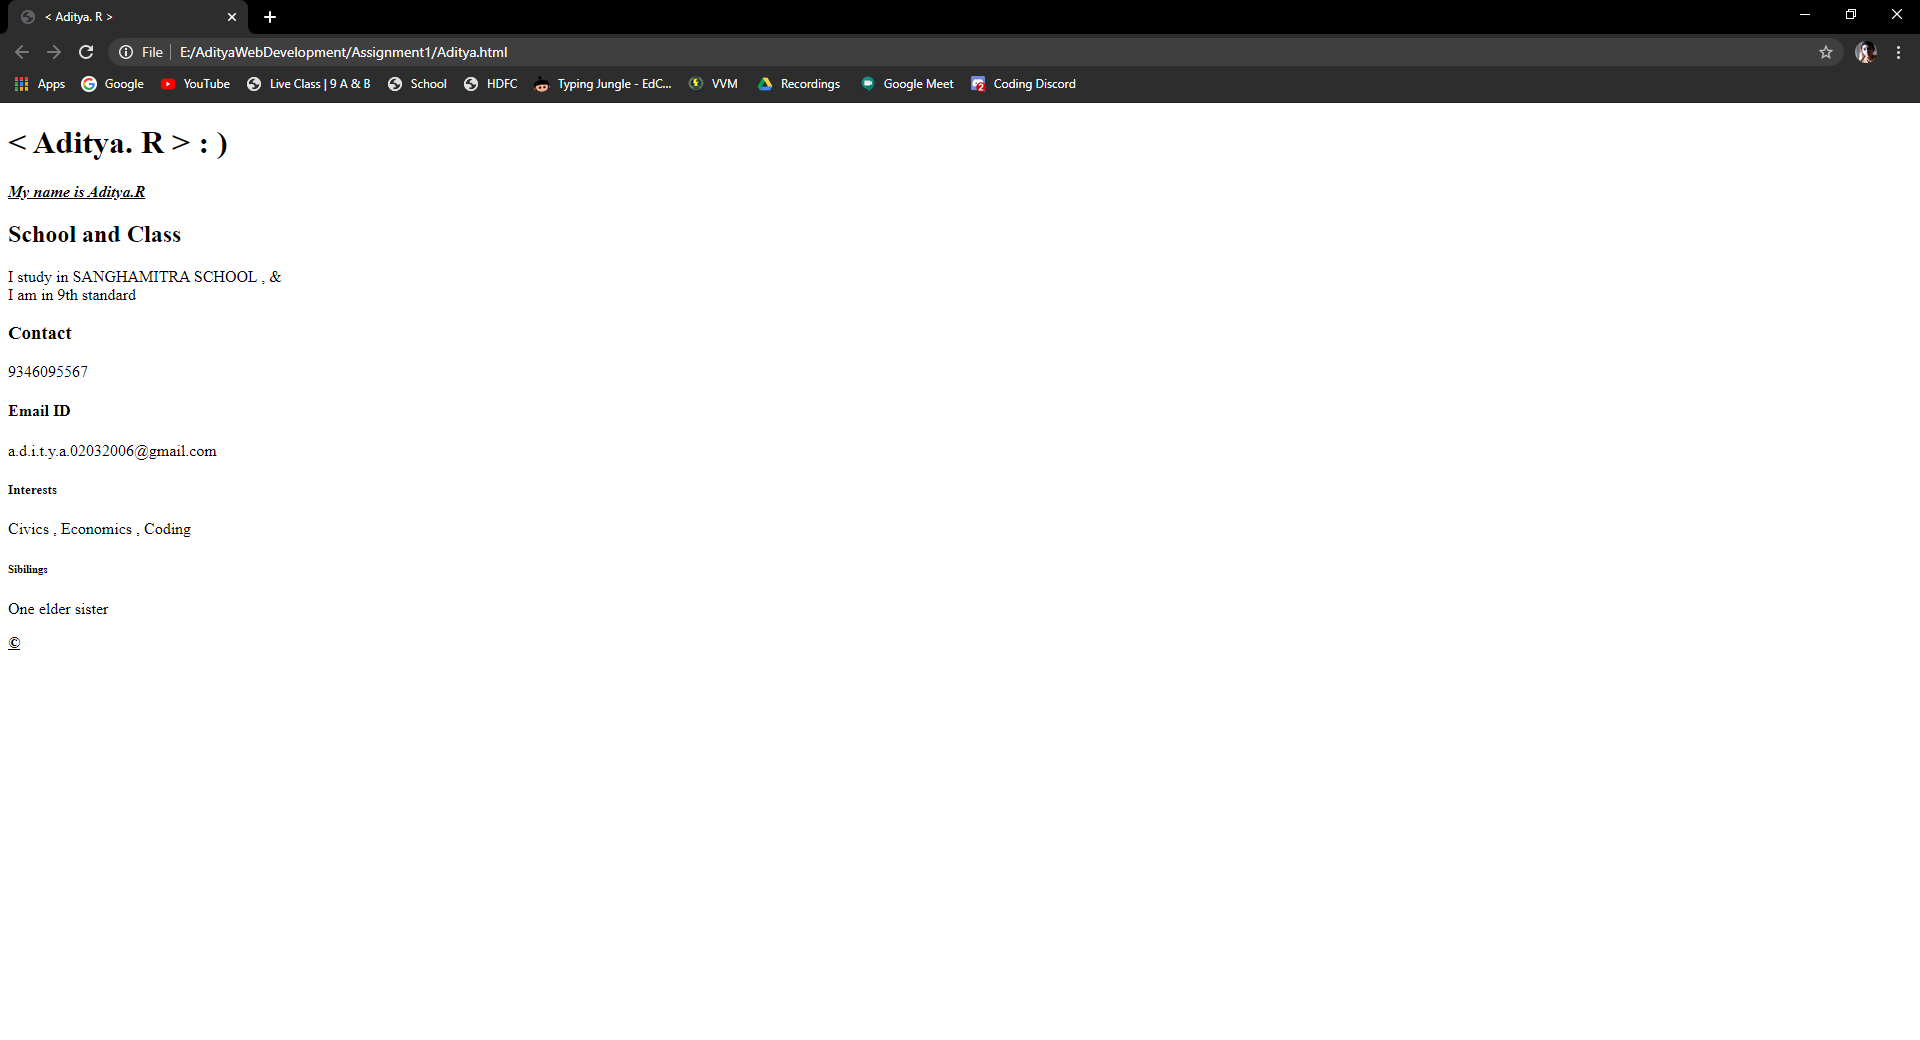 < Aditya. R >
File
E:/AdityaWebDevelopment/Assignment1/Aditya.html
Apps Google YouTube Live Class | 9 A & B School HDFC Typing Jungle - EdC... VVM Recordings Google Meet 2 Coding Discord
< Aditya. R > : )
My name is Aditya.R
School and Class
I study in SANGHAMITRA SCHOOL , &
I am in 9th standard
Contact
9346095567
Email ID
a.d.i.t.y.a.02032006@gmail.com
Interests
Civics , Economics , Coding
Sibilings
One elder sister
©